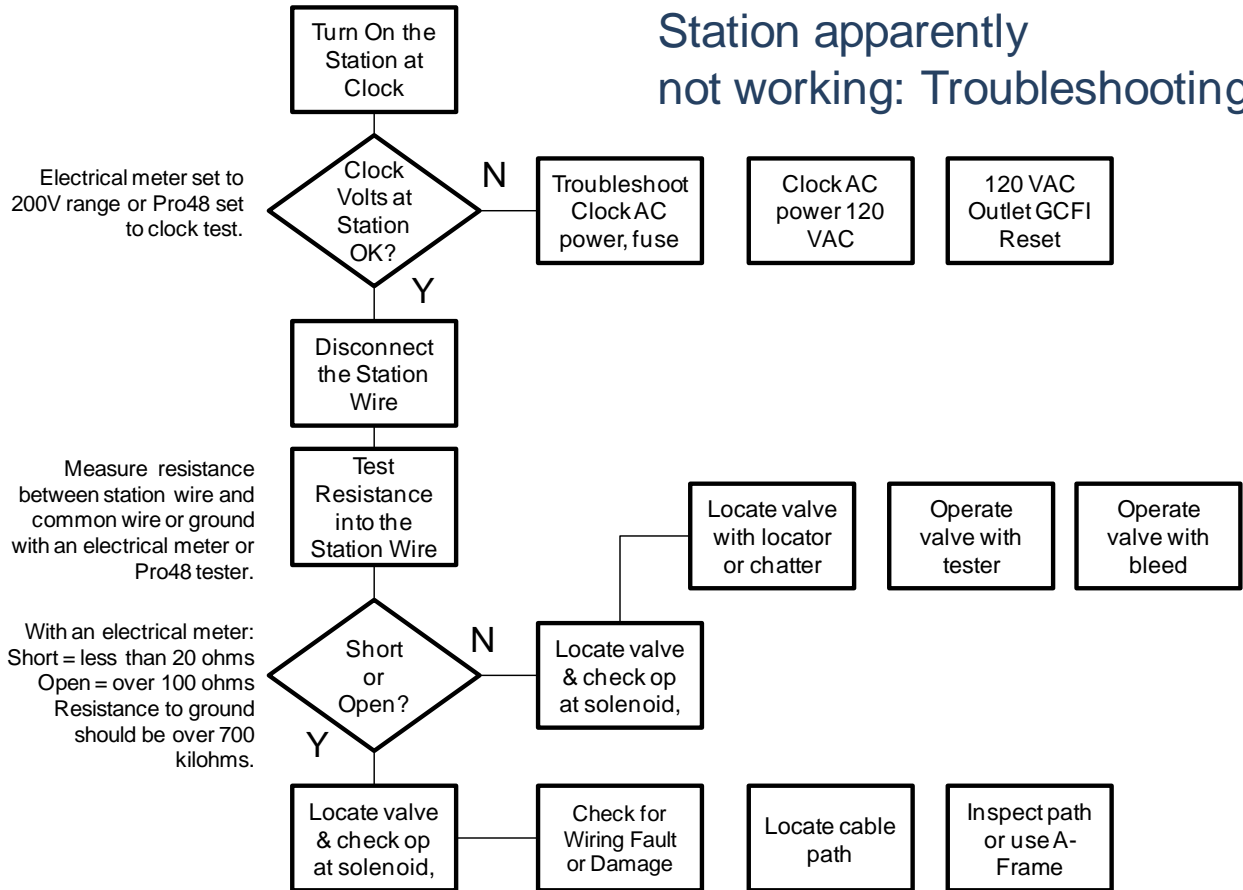 Station apparently
not working: Troubleshooting
Turn On the
Station at
Clock
Electrical meter set to
200V range or Pro48 set
to clock test.
Clock
Volts at
Station
OK?
N
Troubleshoot
Clock AC
power, fuse
Clock AC
power 120
VAC
120 VAC
Outlet GCFI
Reset
Y
Disconnect
the Station
Wire
Measure resistance
between station wire and
common wire or ground
with an electrical meter or
Pro48 tester.
Test
Resistance
into the
Station Wire
Locate valve
with locator
or chatter
Operate
valve with
tester
Operate
valve with
bleed
With an electrical meter:
Short = less than 20 ohms
Open = over 100 ohms
Resistance to ground
should be over 700
kilohms.
Short
or
Open?
N
Locate valve
& check op
at solenoid,
Y
Locate valve
& check op
at solenoid,
Check for
Wiring Fault
or Damage
Locate cable
path
Inspect path
or use A-
Frame